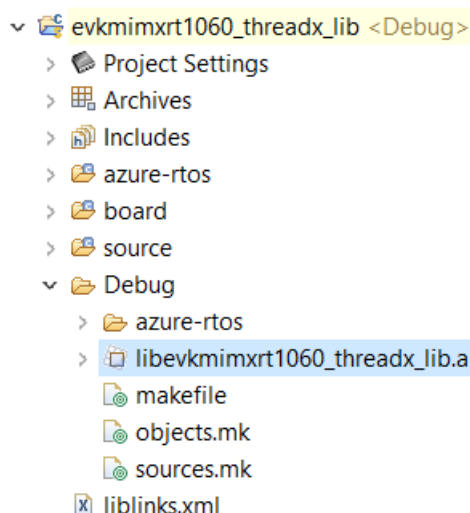 evkmimxrt1060_threadx_lib <Debug>
Project Settings
Archives
Includes
azure-rtos
board
source
Debug
azure-rtos
libevkmimxrt1060_threadx_lib.a
makefile
objects.mk
sources.mk
liblinks.xml